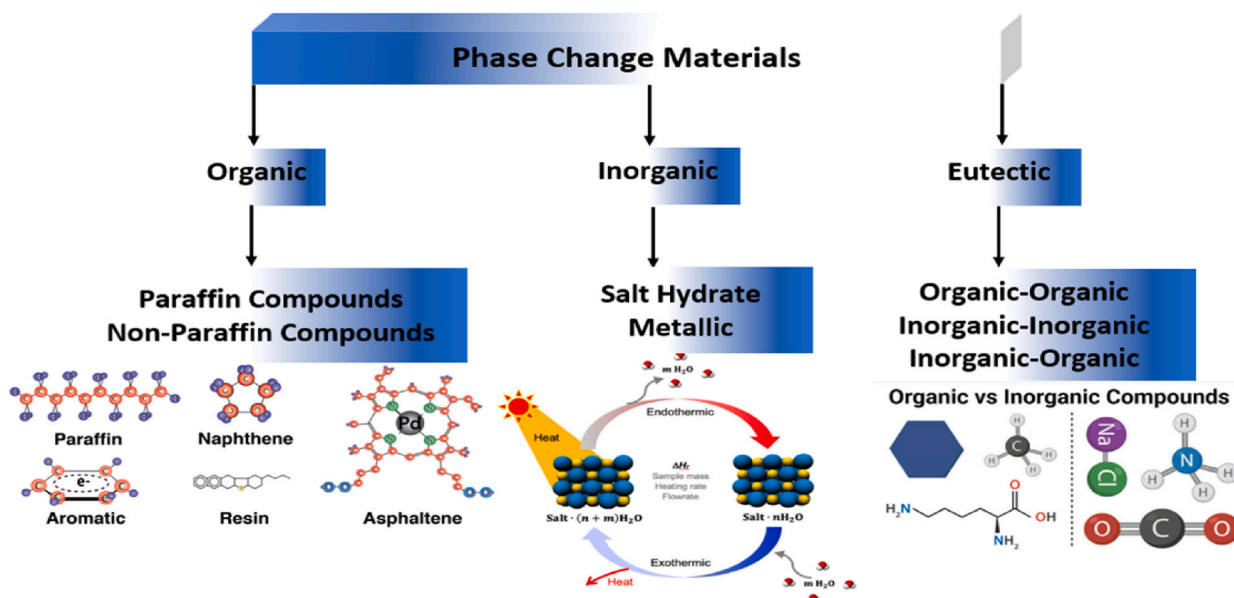 Phase Change Materials
Organic
Inorganic
Eutectic
Paraffin Compounds
Non-Paraffin Compounds
Salt Hydrate
Metallic
Organic-Organic
Inorganic-Inorganic
Inorganic-Organic
Paraffin
Naphthene
Aromatic
e-
Resin
Pd
N N
N N
Asphaltene
m H₂O
Endothermic
Heat
ΔHr
Sample mass
Heating rate
Flowrate
Salt · (n + m)H₂O
Salt · nH₂O
Exothermic
Heat
m H₂O
Organic vs Inorganic Compounds
H
C
H H
H
H₂N
O
OH
NH₂
Na
Cl
H
N
H H
H
O C O